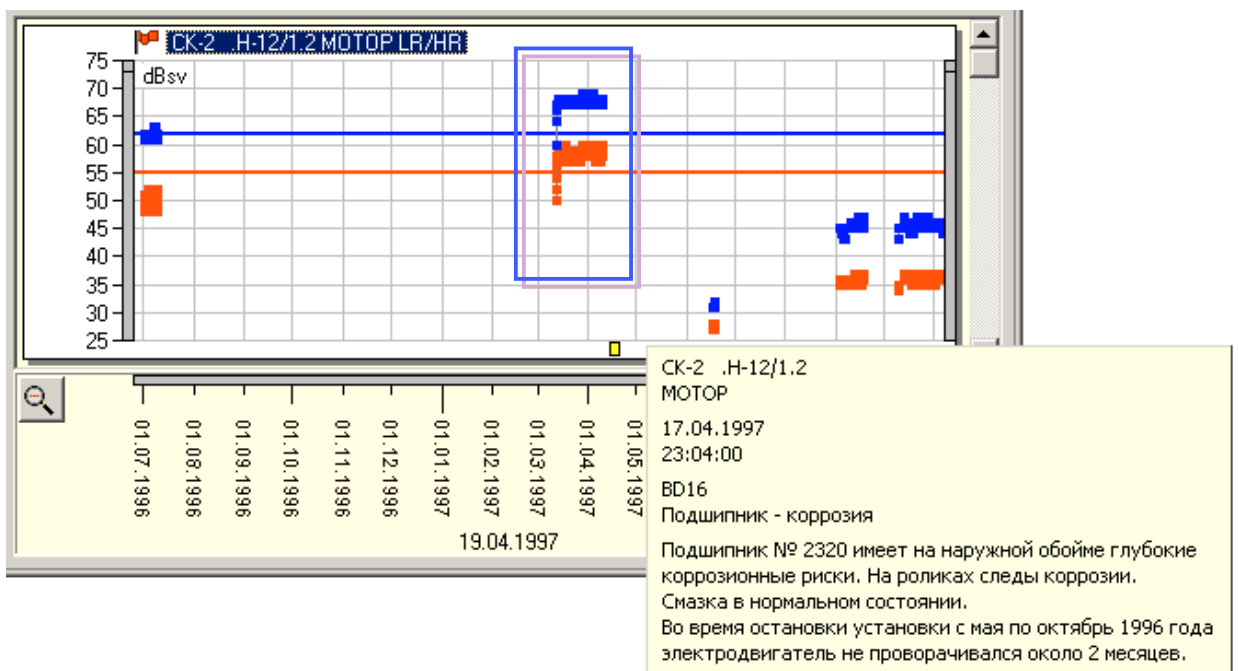 СК-2   .Н-12/1.2 МОТОР LR/HR
dBsv
75
70
65
60
55
50
45
40
35
30
25
01.07.1996
01.08.1996
01.09.1996
01.10.1996
01.11.1996
01.12.1996
01.01.1997
01.02.1997
01.03.1997
01.04.1997
01.05.1997
19.04.1997
СК-2   .Н-12/1.2
МОТОР
17.04.1997
23:04:00
BD16
Подшипник - коррозия
Подшипник № 2320 имеет на наружной обойме глубокие
коррозионные риски. На роликах следы коррозии.
Смазка в нормальном состоянии.
Во время остановки установки с мая по октябрь 1996 года
электродвигатель не проворачивался около 2 месяцев.